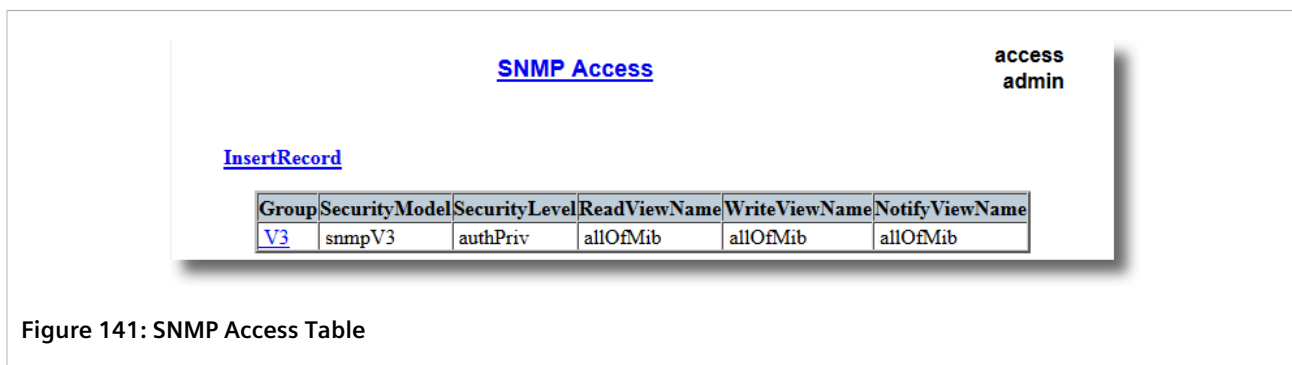 SNMP Access
access
admin
InsertRecord
Group SecurityModel SecurityLevel ReadViewName WriteViewName NotifyViewName
V3 snmpV3 authPriv allOfMib allOfMib allOfMib
Figure 141: SNMP Access Table